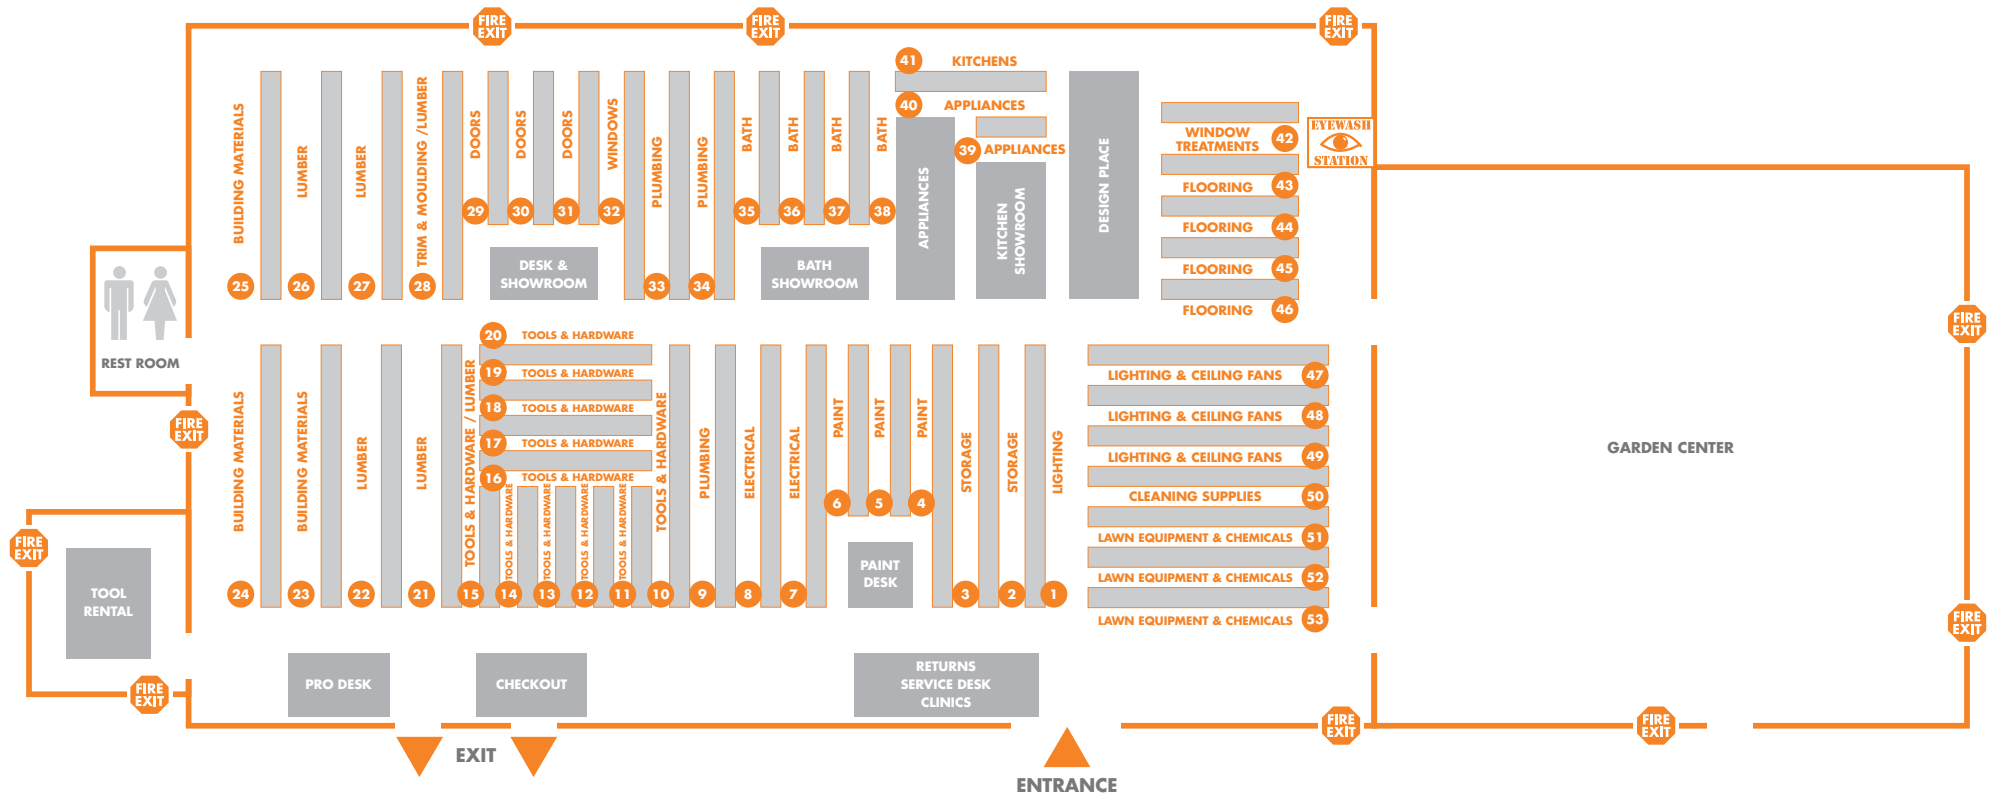 FIRE
EXIT
FIRE
EXIT
FIRE
EXIT
41
KITCHENS
40
APPLIANCES
39
APPLIANCES
BUILDING MATERIALS
25
LUMBER
26
LUMBER
27
TRIM & MOULDING /LUMBER
28
DOORS
29
DOORS
30
DOORS
31
WINDOWS
32
PLUMBING
33
PLUMBING
34
BATH
35
BATH
36
BATH
37
BATH
38
DESK &
SHOWROOM
BATH
SHOWROOM
APPLIANCES
KITCHEN
SHOWROOM
DESIGN PLACE
WINDOW
TREATMENTS
42
FLOORING
43
FLOORING
44
FLOORING
45
FLOORING
46
EYEWASH
STATION
REST ROOM
FIRE
EXIT
FIRE
EXIT
FIRE
EXIT
TOOL
RENTAL
BUILDING MATERIALS
24
BUILDING MATERIALS
23
LUMBER
22
LUMBER
21
TOOLS & HARDWARE / LUMBER
15
20
TOOLS & HARDWARE
19
TOOLS & HARDWARE
18
TOOLS & HARDWARE
17
TOOLS & HARDWARE
16
TOOLS & HARDWARE
TOOLS & HARDWARE
14
TOOLS & HARDWARE
13
TOOLS & HARDWARE
12
TOOLS & HARDWARE
11
TOOLS & HARDWARE
10
PLUMBING
9
ELECTRICAL
8
ELECTRICAL
7
PAINT
6
PAINT
5
PAINT
4
PAINT
DESK
STORAGE
3
STORAGE
2
LIGHTING
1
LIGHTING & CEILING FANS
47
LIGHTING & CEILING FANS
48
LIGHTING & CEILING FANS
49
CLEANING SUPPLIES
50
LAWN EQUIPMENT & CHEMICALS
51
LAWN EQUIPMENT & CHEMICALS
52
LAWN EQUIPMENT & CHEMICALS
53
GARDEN CENTER
FIRE
EXIT
FIRE
EXIT
PRO DESK
CHECKOUT
RETURNS
SERVICE DESK
CLINICS
FIRE
EXIT
FIRE
EXIT
EXIT
ENTRANCE